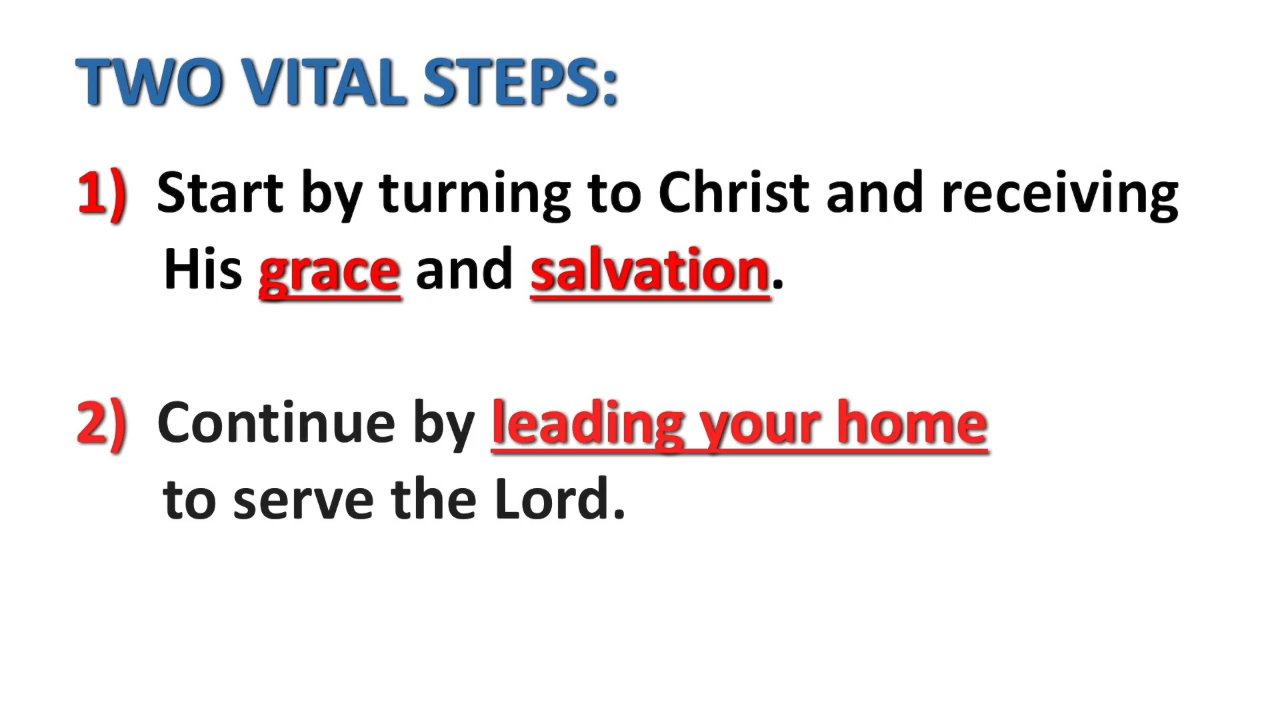 TWO VITAL STEPS:
1) Start by turning to Christ and receiving
His grace and salvation.
2) Continue by leading your home
to serve the Lord.